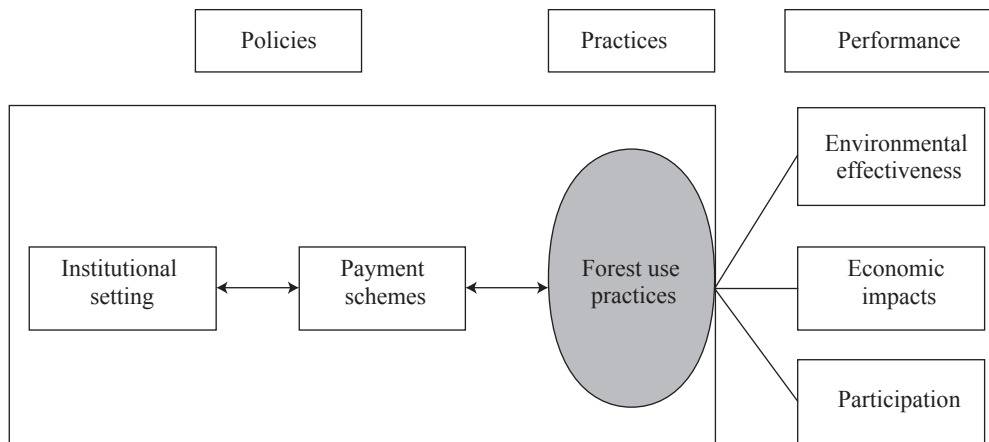 Policies
Practices
Performance
Environmental
effectiveness
Institutional
setting
Payment
schemes
Forest use
practices
Economic
impacts
Participation